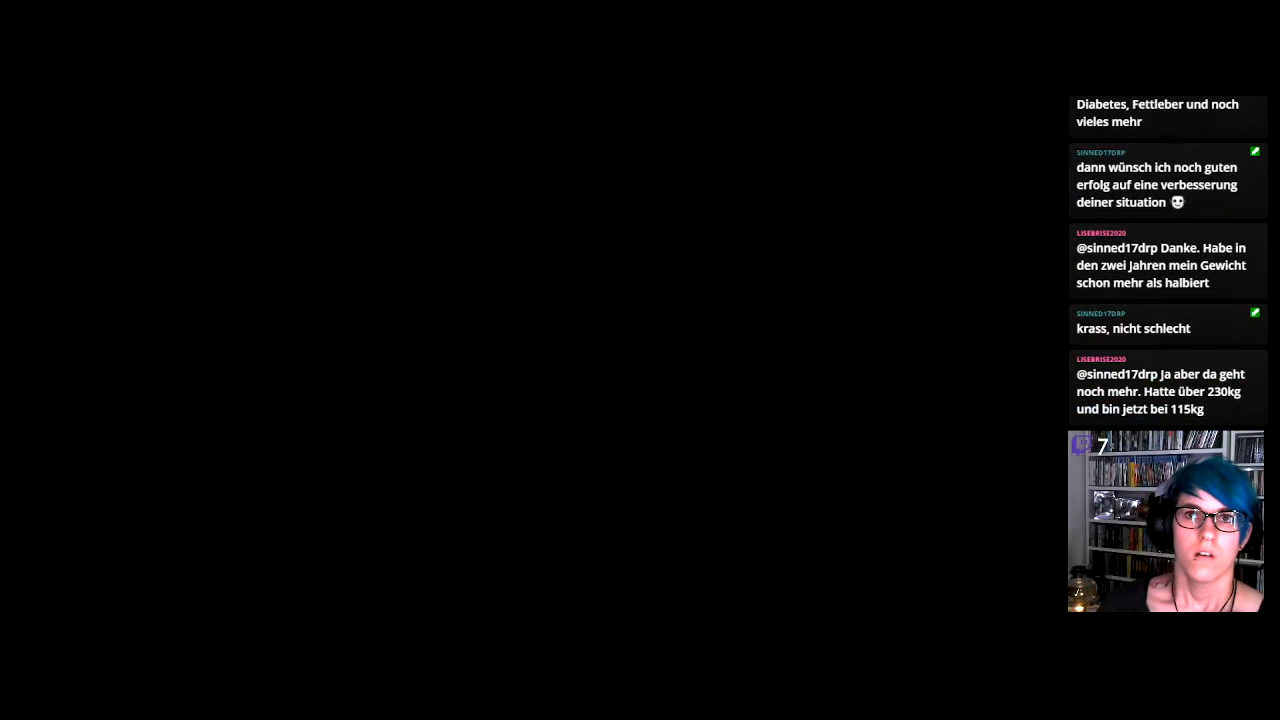 Diabetes, Fettleber und noch
vieles mehr
SINNED17DRP
dann wünsch ich noch guten
erfolg auf eine verbesserung
deiner situation
LISEBRISE2020
@sinned17drp Danke. Habe in
den zwei Jahren mein Gewicht
schon mehr als halbiert
SINNED17DRP
krass, nicht schlecht
LISEBRISE2020
@sinned17drp Ja aber da geht
noch mehr. Hatte über 230kg
und bin jetzt bei 115kg
7